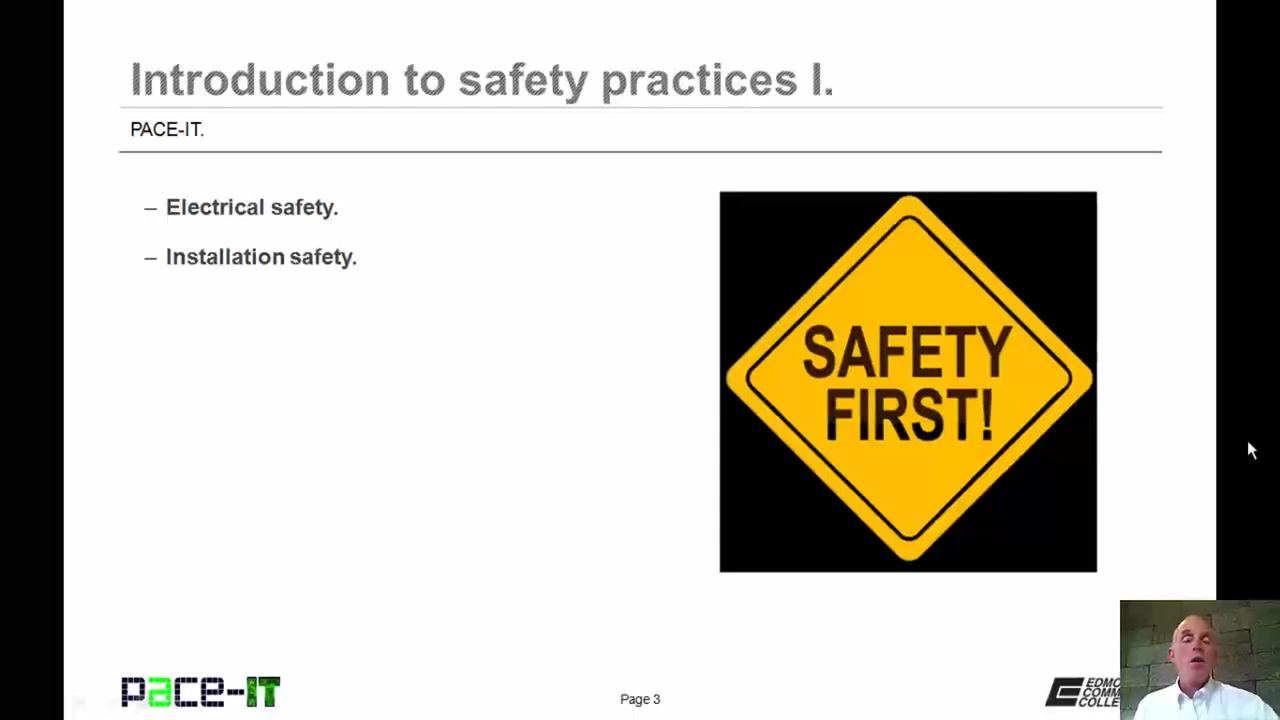 Introduction to safety practices I.
PACE-IT.
– Electrical safety.
– Installation safety.
SAFETY
FIRST!
pace-IT
Page 3